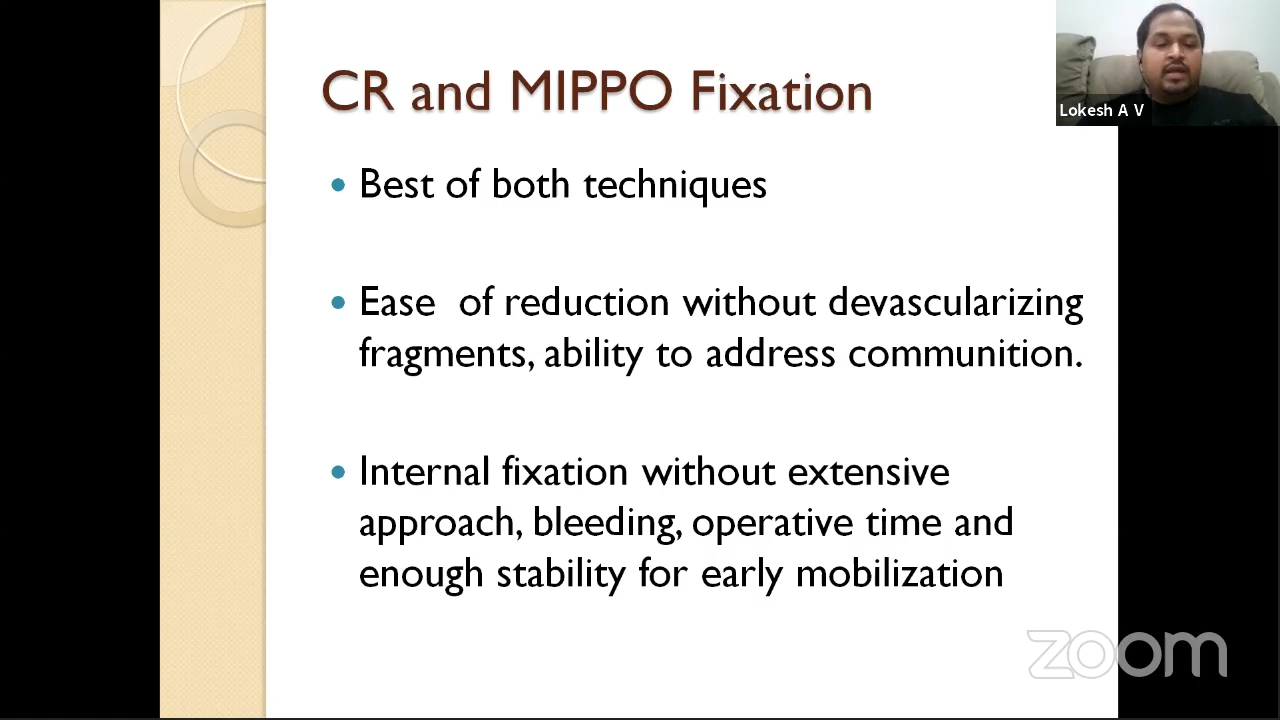 CR and MIPPO Fixation
Lokesh A V
Best of both techniques
Ease of reduction without devascularizing
fragments, ability to address communition.
Internal fixation without extensive
approach, bleeding, operative time and
enough stability for early mobilization
zoom